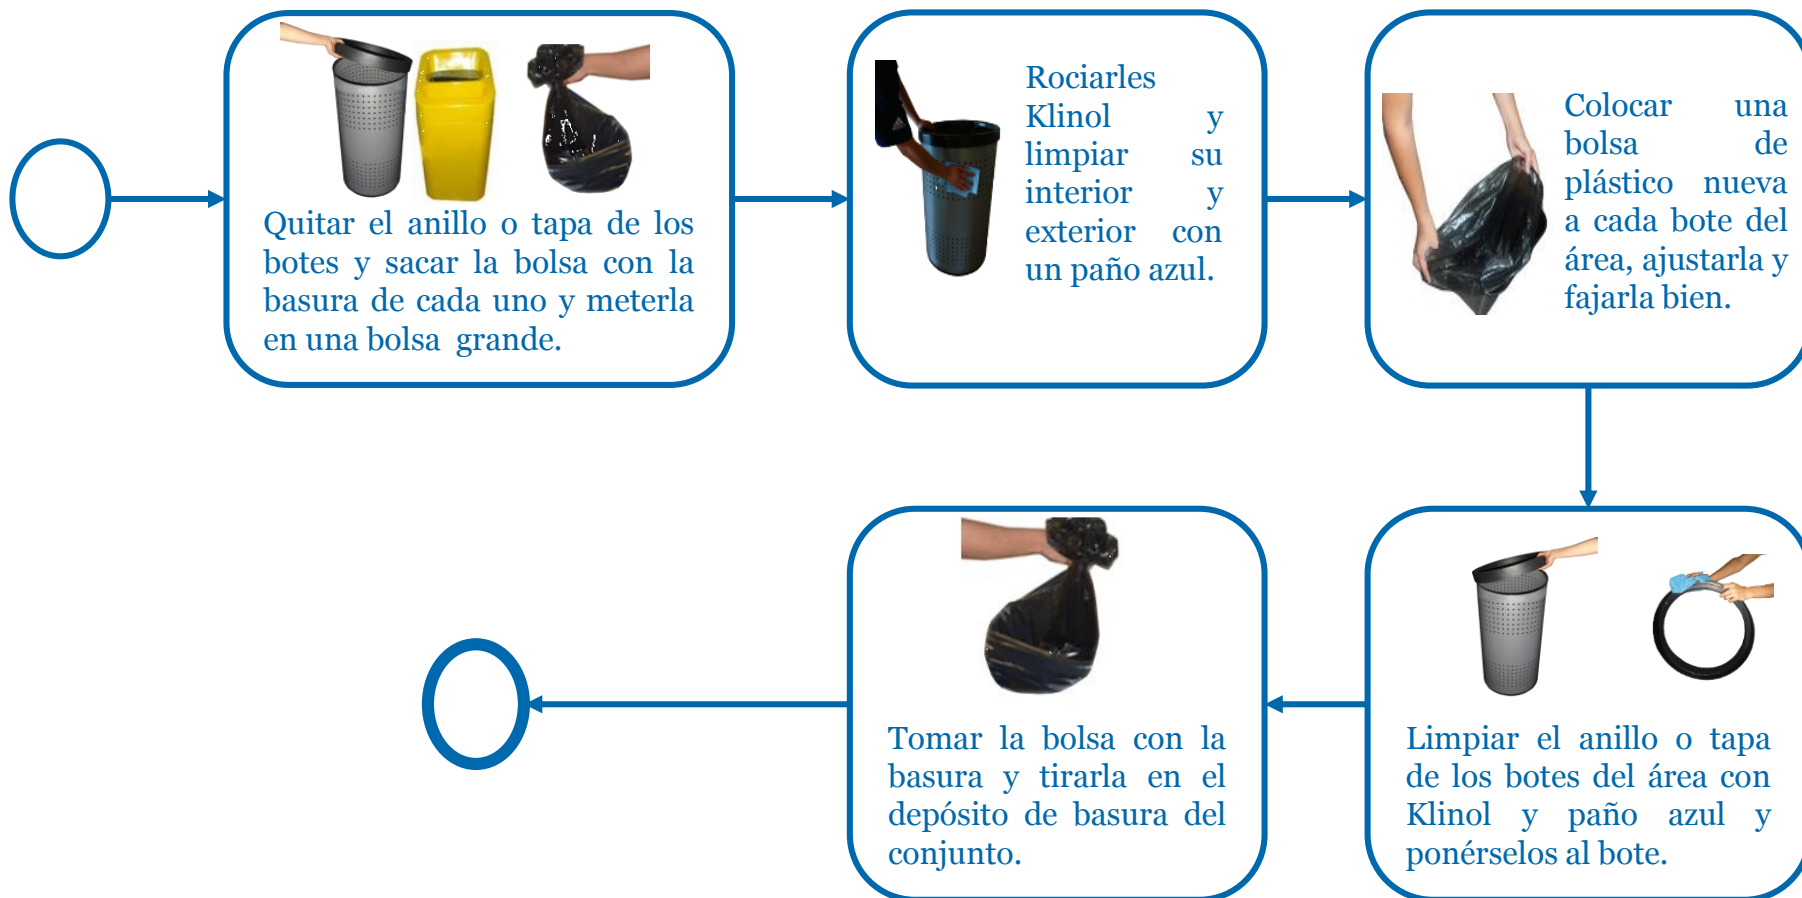 Quitar el anillo o tapa de los
botes y sacar la bolsa con la
basura de cada uno y meterla
en una bolsa grande.
Rociarles
Klinol y
limpiar su
interior y
exterior con
un paño azul.
Colocar una
bolsa de
plástico nueva
a cada bote del
área, ajustarla y
fajarla bien.
Limpiar el anillo o tapa
de los botes del área con
Klinol y paño azul y
ponérselos al bote.
Tomar la bolsa con la
basura y tirarla en el
depósito de basura del
conjunto.